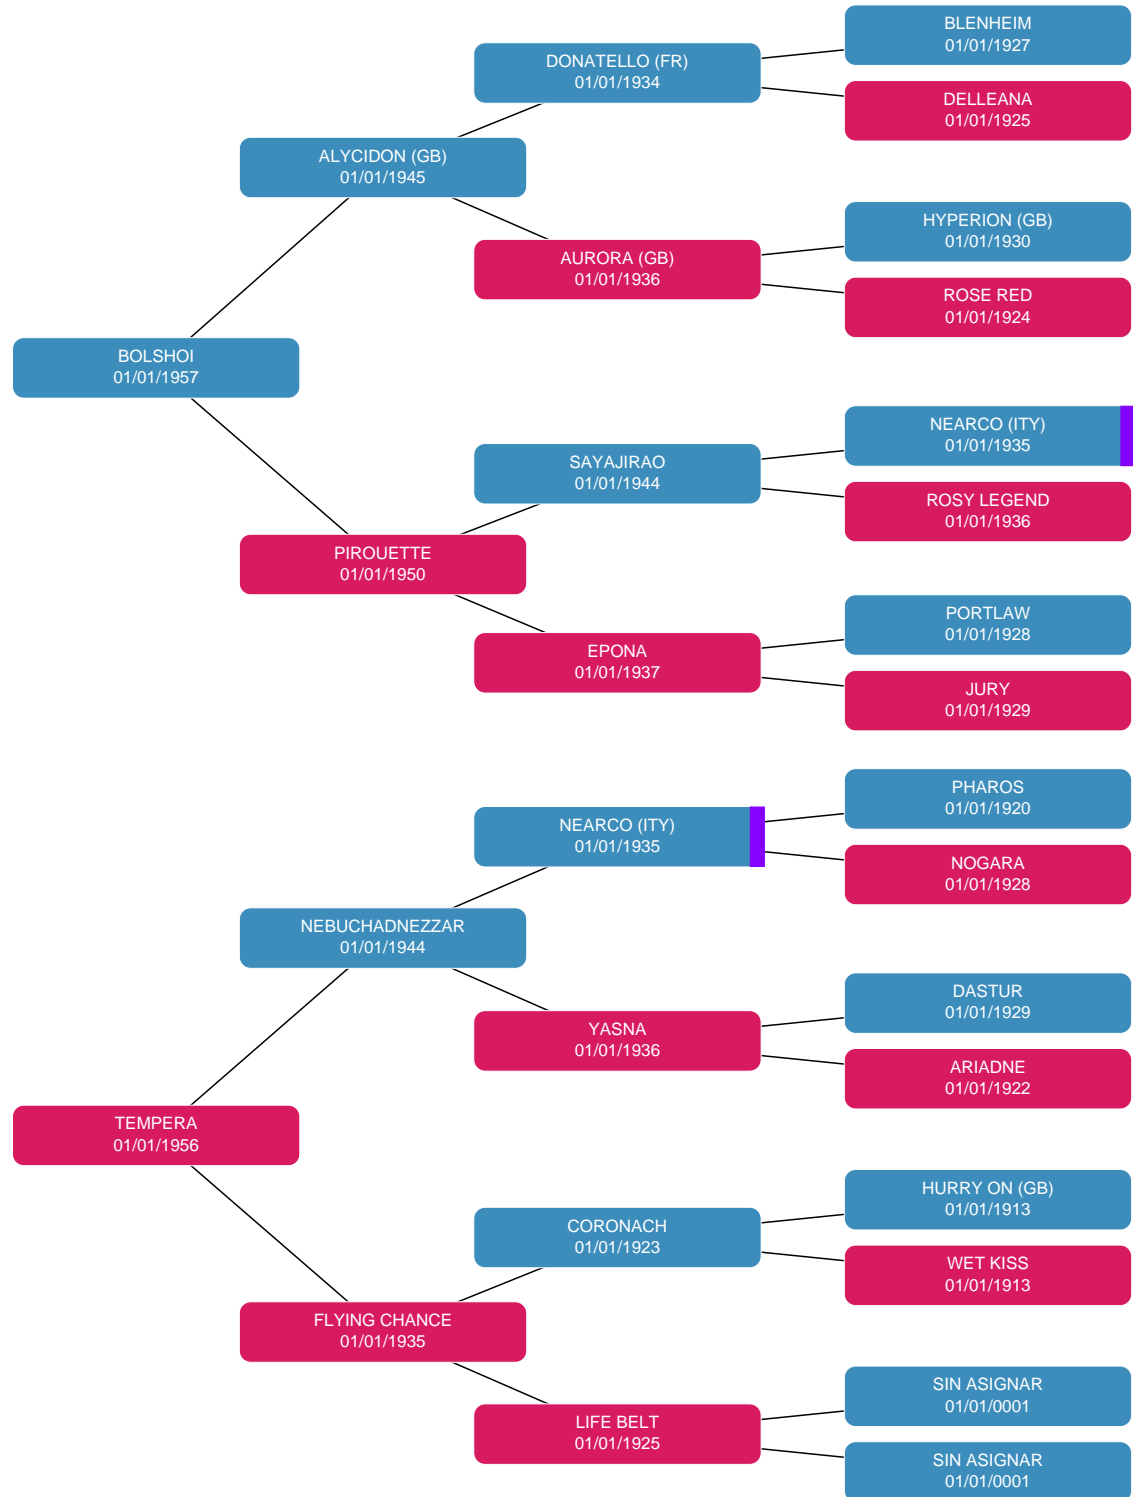 BLENHEIM
01/01/1927
DONATELLO (FR)
01/01/1934
DELLEANA
01/01/1925
ALYCIDON (GB)
01/01/1945
HYPERION (GB)
01/01/1930
AURORA (GB)
01/01/1936
ROSE RED
01/01/1924
BOLSHOI
01/01/1957
NEARCO (ITY)
01/01/1935
SAYAJIRAO
01/01/1944
ROSY LEGEND
01/01/1936
PIROUETTE
01/01/1950
PORTLAW
01/01/1928
EPONA
01/01/1937
JURY
01/01/1929
PHAROS
01/01/1920
NEARCO (ITY)
01/01/1935
NOGARA
01/01/1928
NEBUCHADNEZZAR
01/01/1944
DASTUR
01/01/1929
YASNA
01/01/1936
ARIADNE
01/01/1922
TEMPERA
01/01/1956
HURRY ON (GB)
01/01/1913
CORONACH
01/01/1923
WET KISS
01/01/1913
FLYING CHANCE
01/01/1935
SIN ASIGNAR
01/01/0001
LIFE BELT
01/01/1925
SIN ASIGNAR
01/01/0001